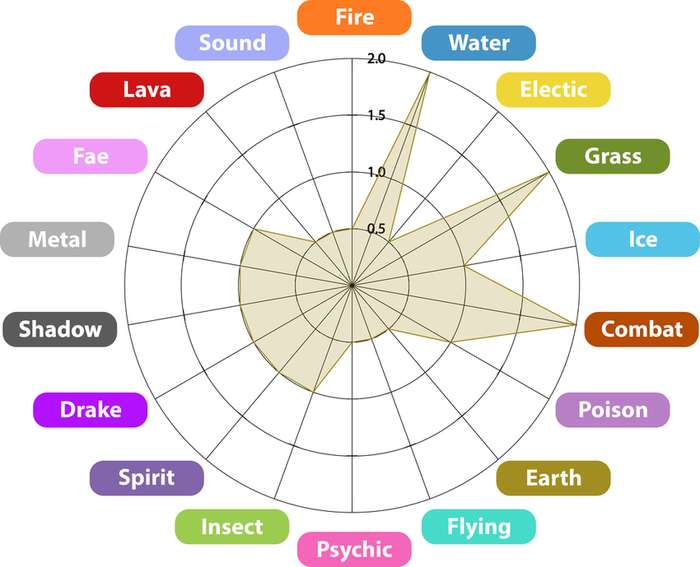 Fire
Sound
Water
2.0
Lava
Electic
1.5
Fae
Grass
1.0
Metal
0.5
Ice
Shadow
Combat
Drake
Poison
Spirit
Earth
Insect
Flying
Psychic